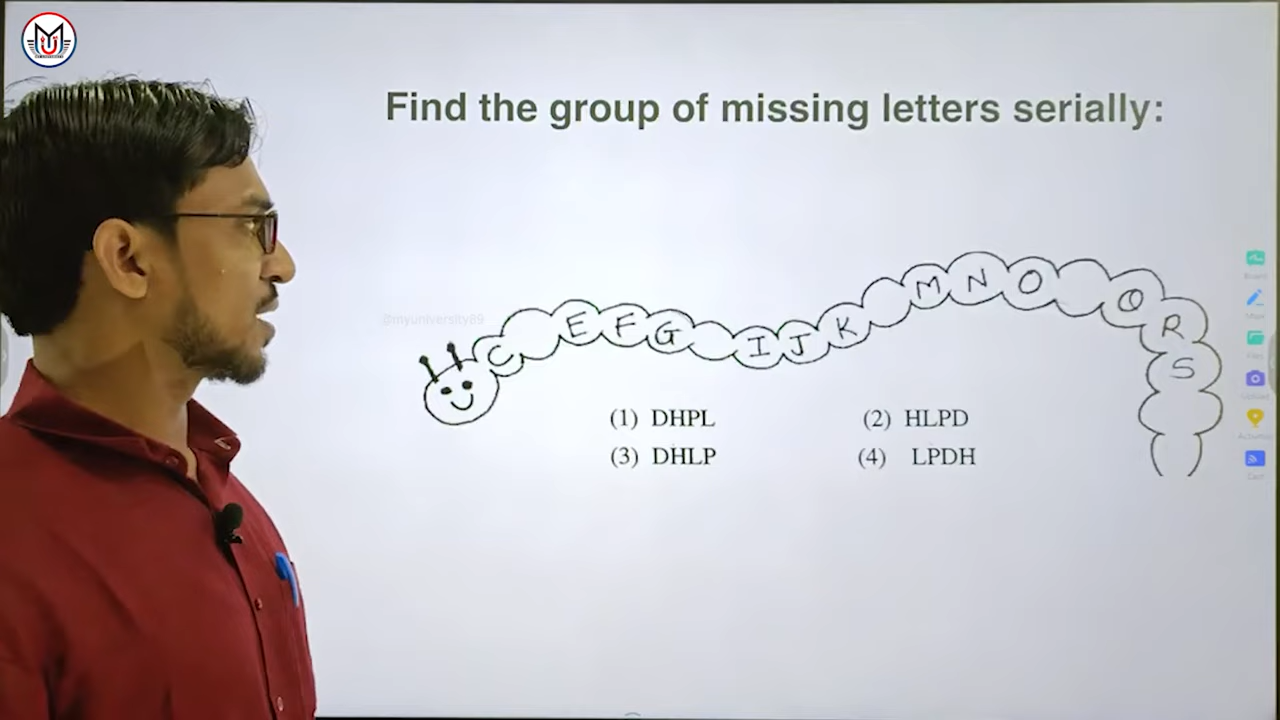 Find the group of missing letters serially:
@myuniversity89
C E F G I J K M N O Q R S
(1) DHPL (2) HLPD
(3) DHLP (4) LPDH